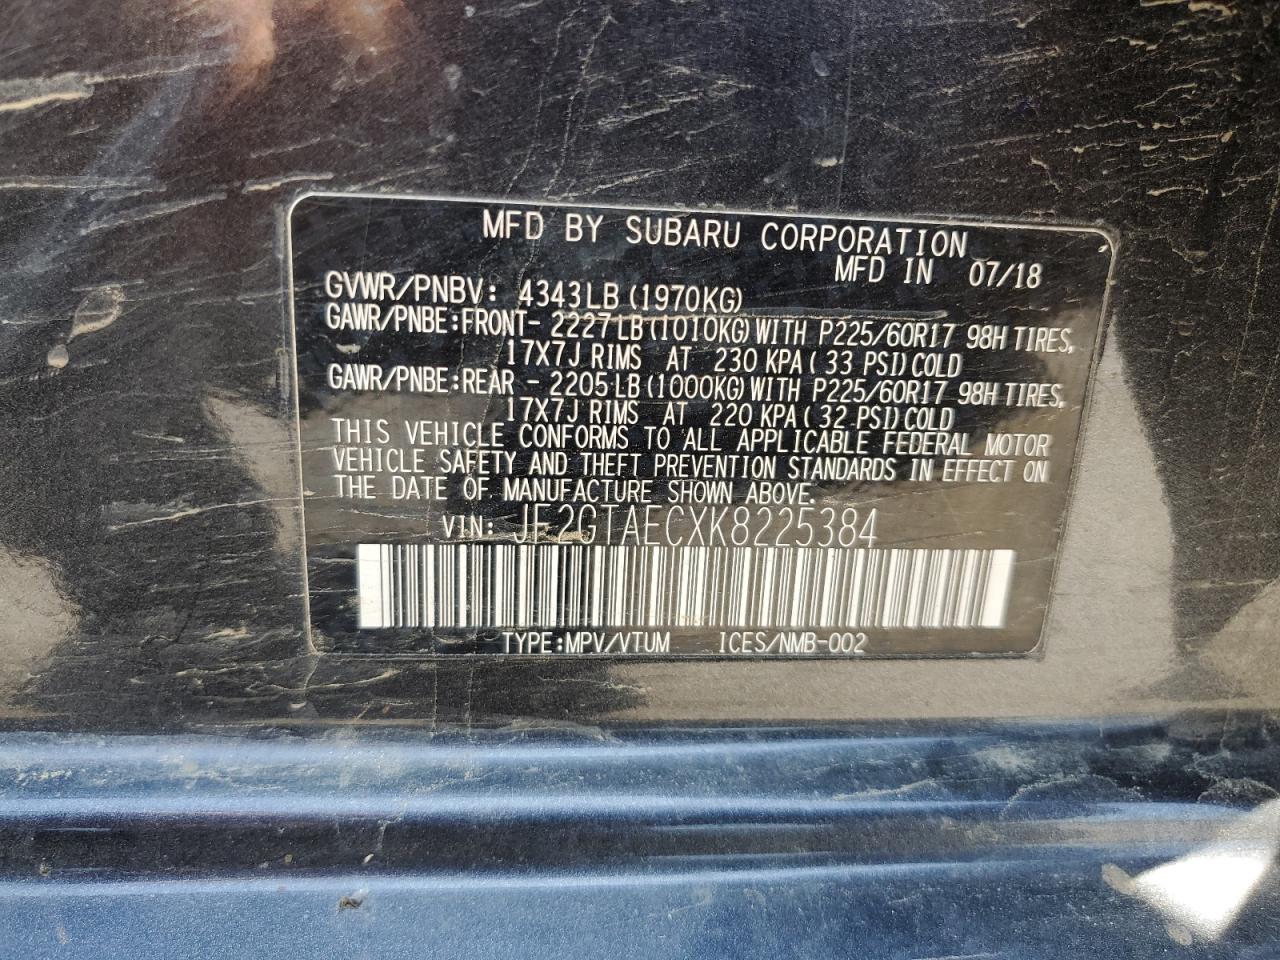 MFD BY SUBARU CORPORATION
MFD IN 07/18
GVWR/PNBV: 4343LB (1970KG)
GAWR/PNBE:FRONT- 2227LB(1010KG)WITH P225/60R17 98H TIRES,
17X7J RIMS AT 230 KPA( 33 PSI)COLD
GAWR/PNBE:REAR - 2205LB(1000KG)WITH P225/60R17 98H TIRES,
17X7J RIMS AT 220 KPA(32 PSI)COLD
THIS VEHICLE CONFORMS TO ALL APPLICABLE FEDERAL MOTOR
VEHICLE SAFETY AND THEFT PREVENTION STANDARDS IN EFFECT ON
THE DATE OF MANUFACTURE SHOWN ABOVE.
VIN: JF2GTAECXK8225384
TYPE:MPV/VTUM ICES/NMB-002